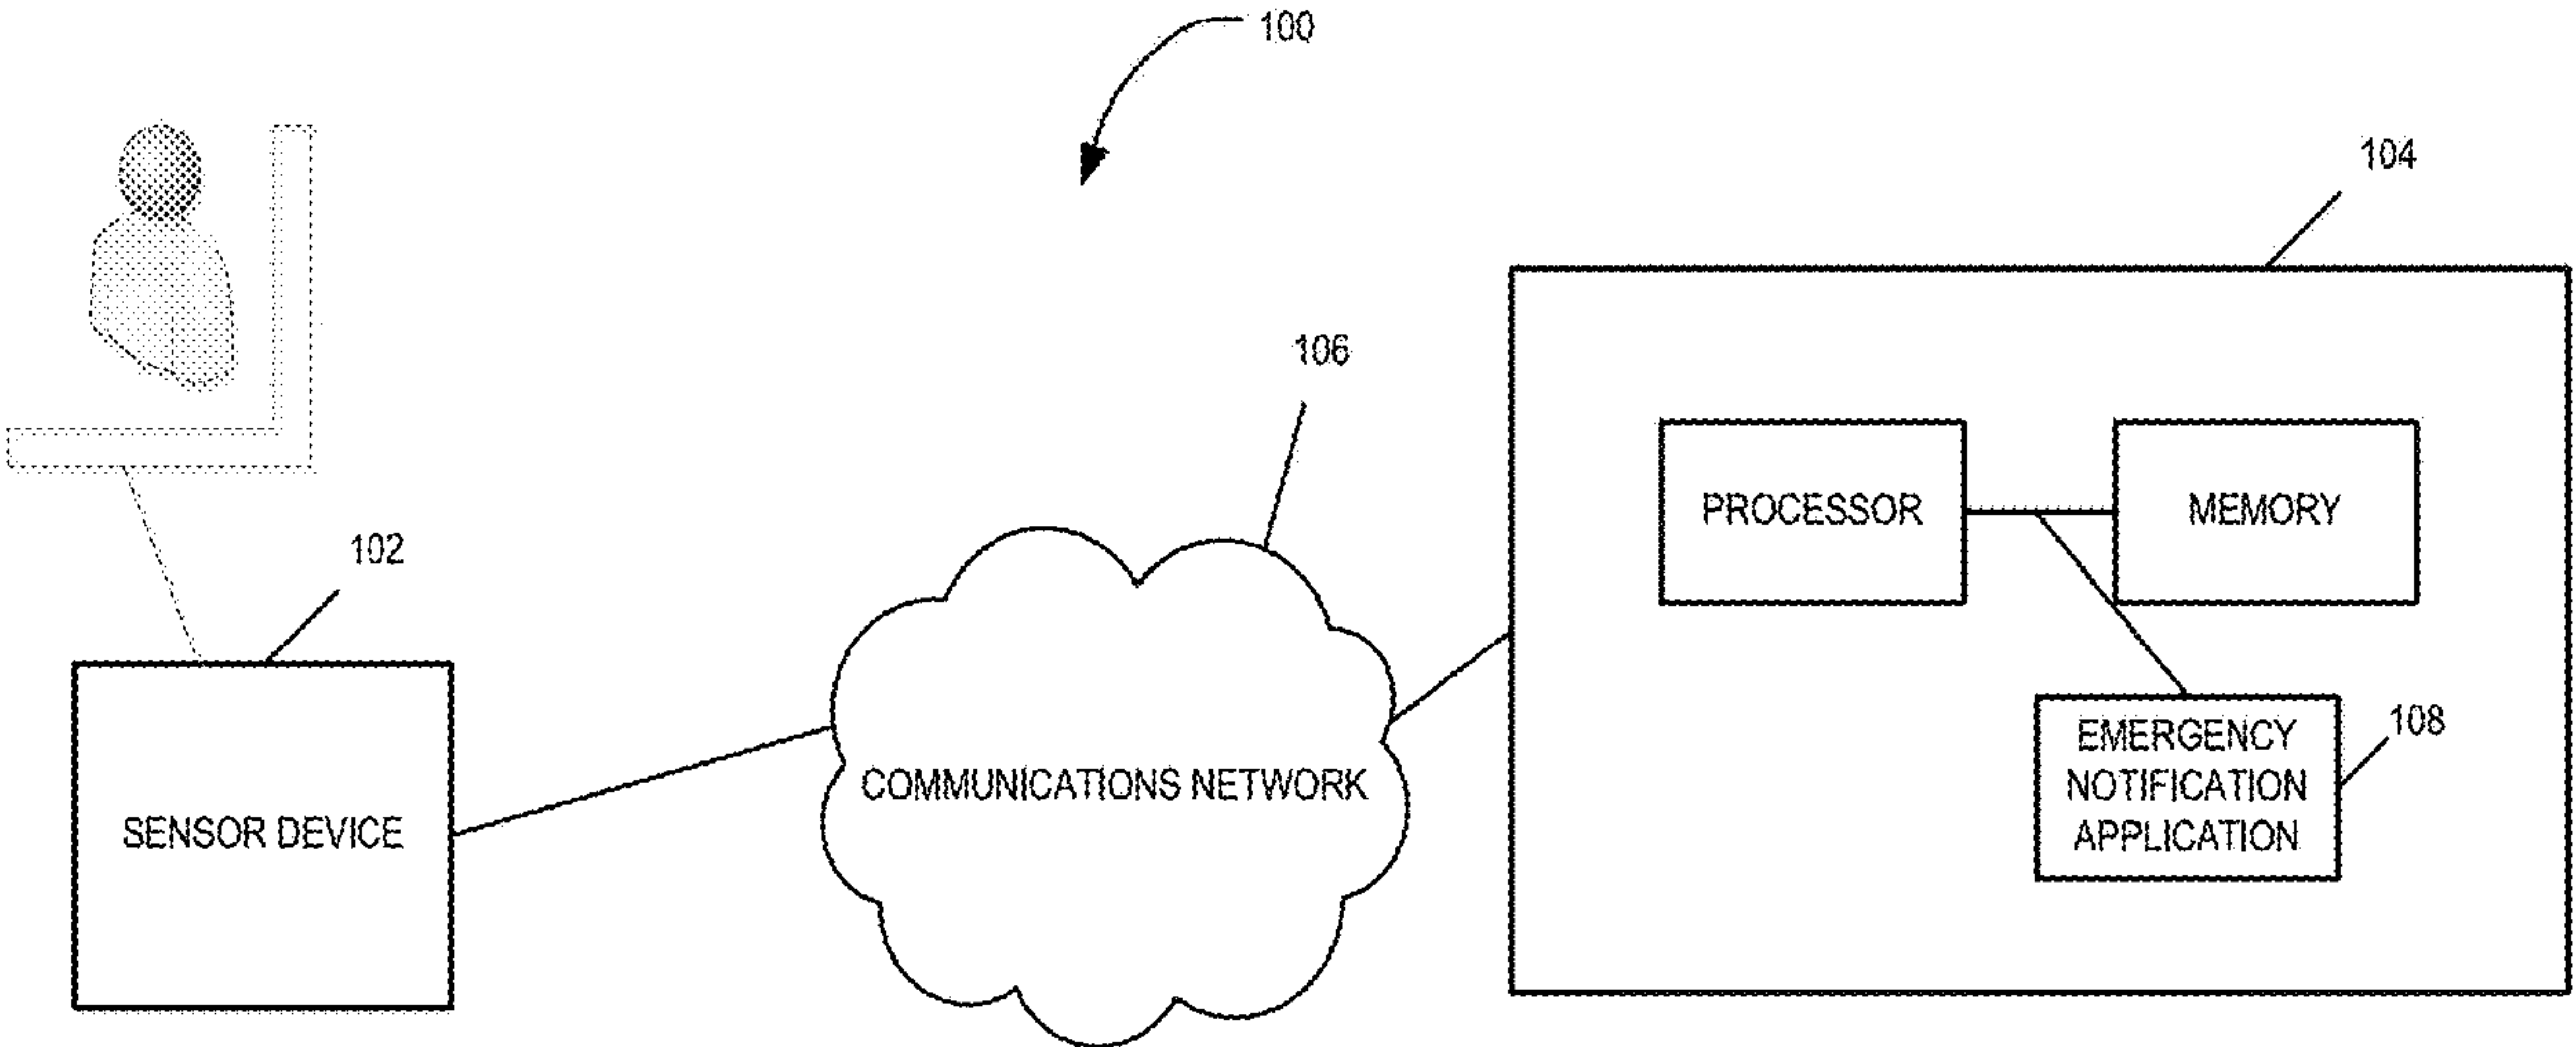 100
104
106
102
PROCESSOR
MEMORY
108
EMERGENCY
NOTIFICATION
APPLICATION
COMMUNICATIONS NETWORK
SENSOR DEVICE